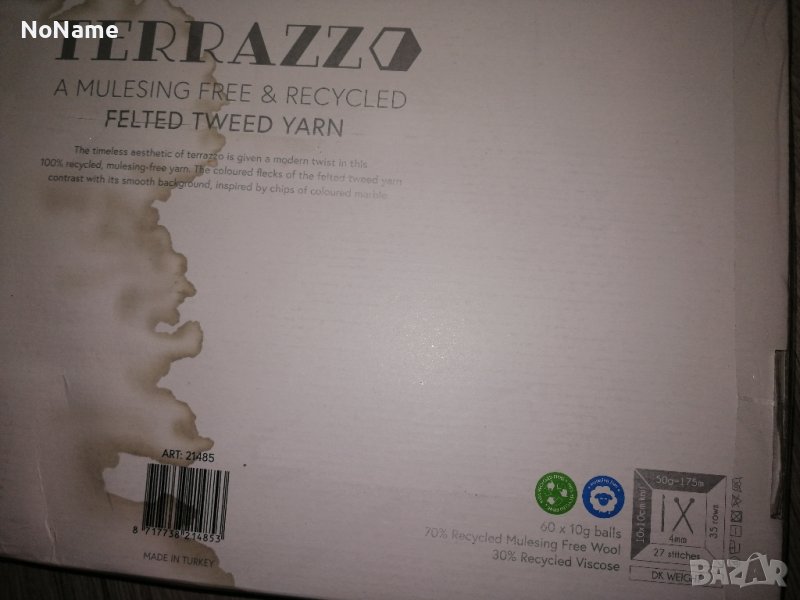 NoName
TERRAZZO
A MULESING FREE & RECYCLED
FELTED TWEED YARN
The timeless aesthetic of terrazzo is given a modern twist in this
100% recycled, mulesing-free yarn. The coloured flecks of the felted tweed yarn
contrast with its smooth background, inspired by chips of coloured marble.
ART: 21485
8 717738 214853
MADE IN TURKEY
60 x 10g balls
70% Recycled Mulesing Free Wool
30% Recycled Viscose
50g=175m
10x10cm
4mm
35 rows
27 stitches
DK WEIGHT
BAZAR